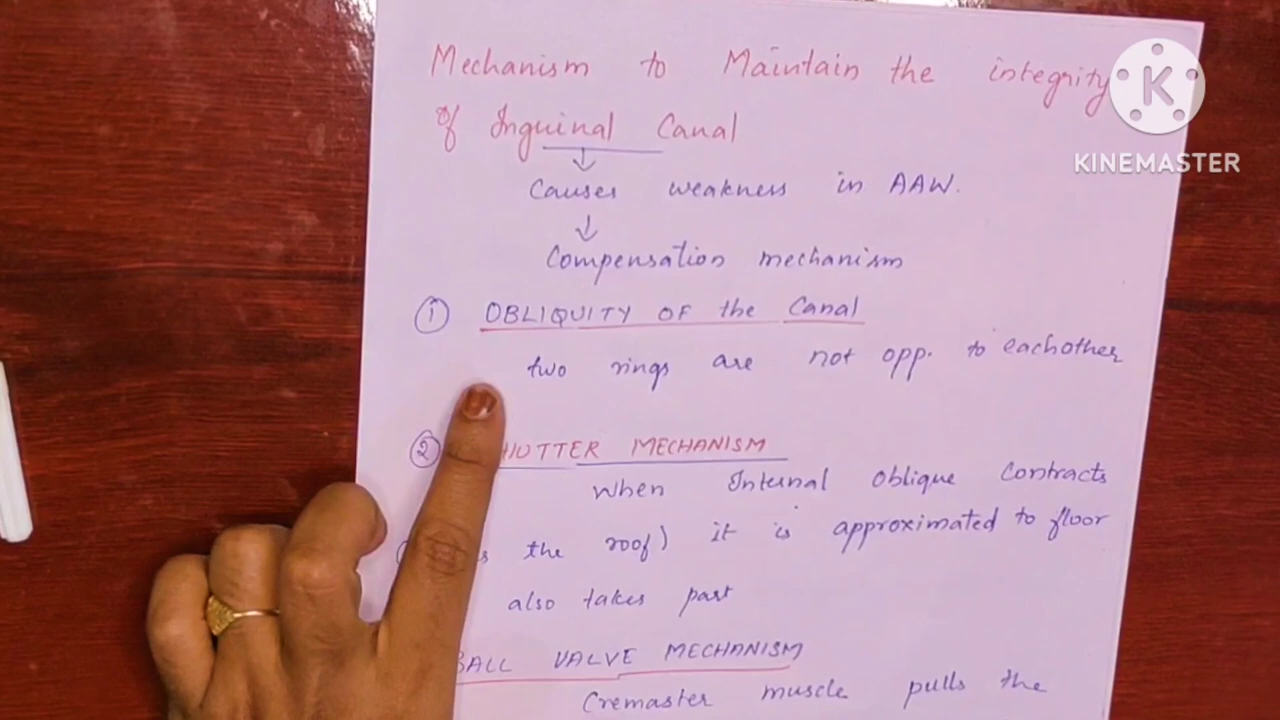 Mechanism to Maintain the integrity
of Inguinal Canal
↓
Causes weakness in AAW.
↓
Compensation mechanism
① OBLIQUITY OF the Canal
two rings are not opp. to eachother
② HUTTER MECHANISM
When Internal Oblique Contracts
the roof) it is approximated to floor
also takes part
BALL VALVE MECHANISM
Cremaster muscle pulls the
K
KINEMASTER